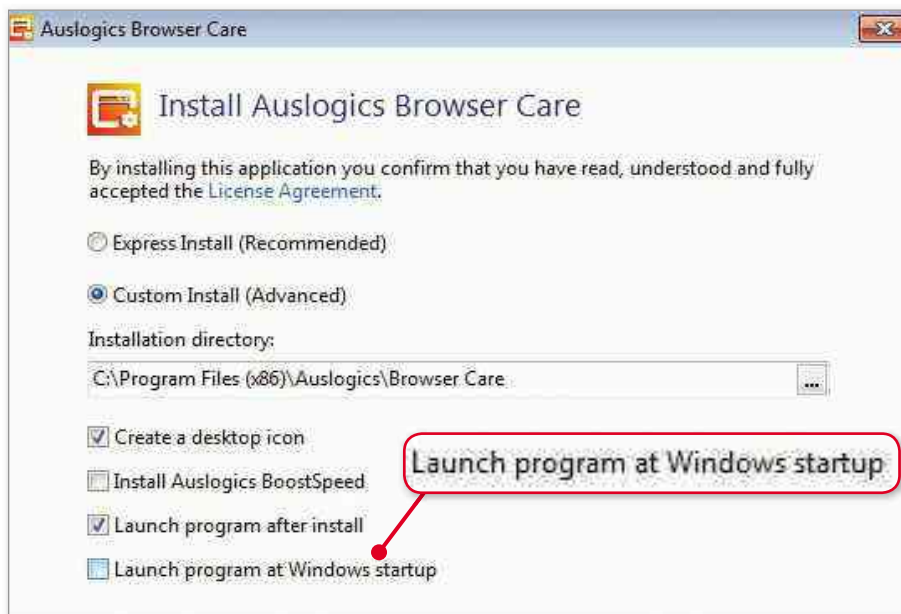 Auslogics Browser Care
Install Auslogics Browser Care
By installing this application you confirm that you have read, understood and fully
accepted the License Agreement.
Express Install (Recommended)
Custom Install (Advanced)
Installation directory:
C:\Program Files (x86)\Auslogics\Browser Care
...
Create a desktop icon
Launch program at Windows startup
Install Auslogics BoostSpeed
Launch program after install
Launch program at Windows startup